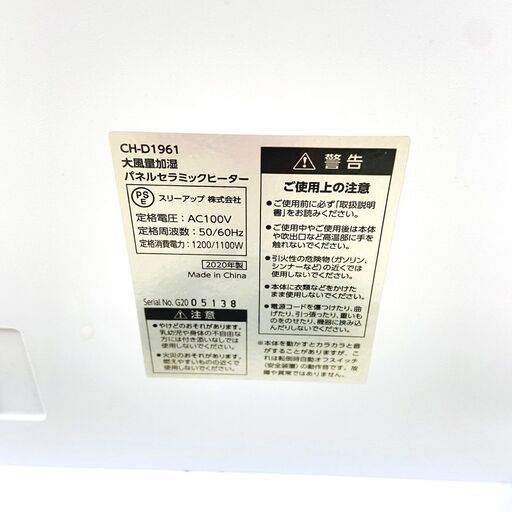 CH-D1961
大風量加湿
パネルセラミックヒーター
PSE
スリーアップ 株式会社
定格電圧：AC100V
定格周波数：50/60Hz
定格消費電力：1200/1100W
2020年製
Made in China
Serial No. G20 05138
注意
●やけどのおそれがあります。
乳幼児や身体の不自由な
方には付き添いなしでは
使用しないでください。
●火災のおそれがあります。
燃えやすいものの近くで
使用しないでください。
警告
ご使用上の注意
●ご使用前に必ず「取扱説明
書」をお読みください。
●ご使用中やご使用後は本体
や吹出口など高温部に手を
触れないでください。
●引火性の危険物（ガソリン、
シンナーなど）の近くでは
使用しないでください。
●本体に衣類などをかけた
まま使用しないでください。
●電源コードを傷つけたり、曲
げたり、引っ張ったり、重いもの
をのせたり、機器に挟み込
んだりしないでください。
※本体を動かすとカラカラと音
がすることがありますが、こ
れは転倒時自動オフスイッチ
（安全装置）の動作音です。故
障や異常ではありません。